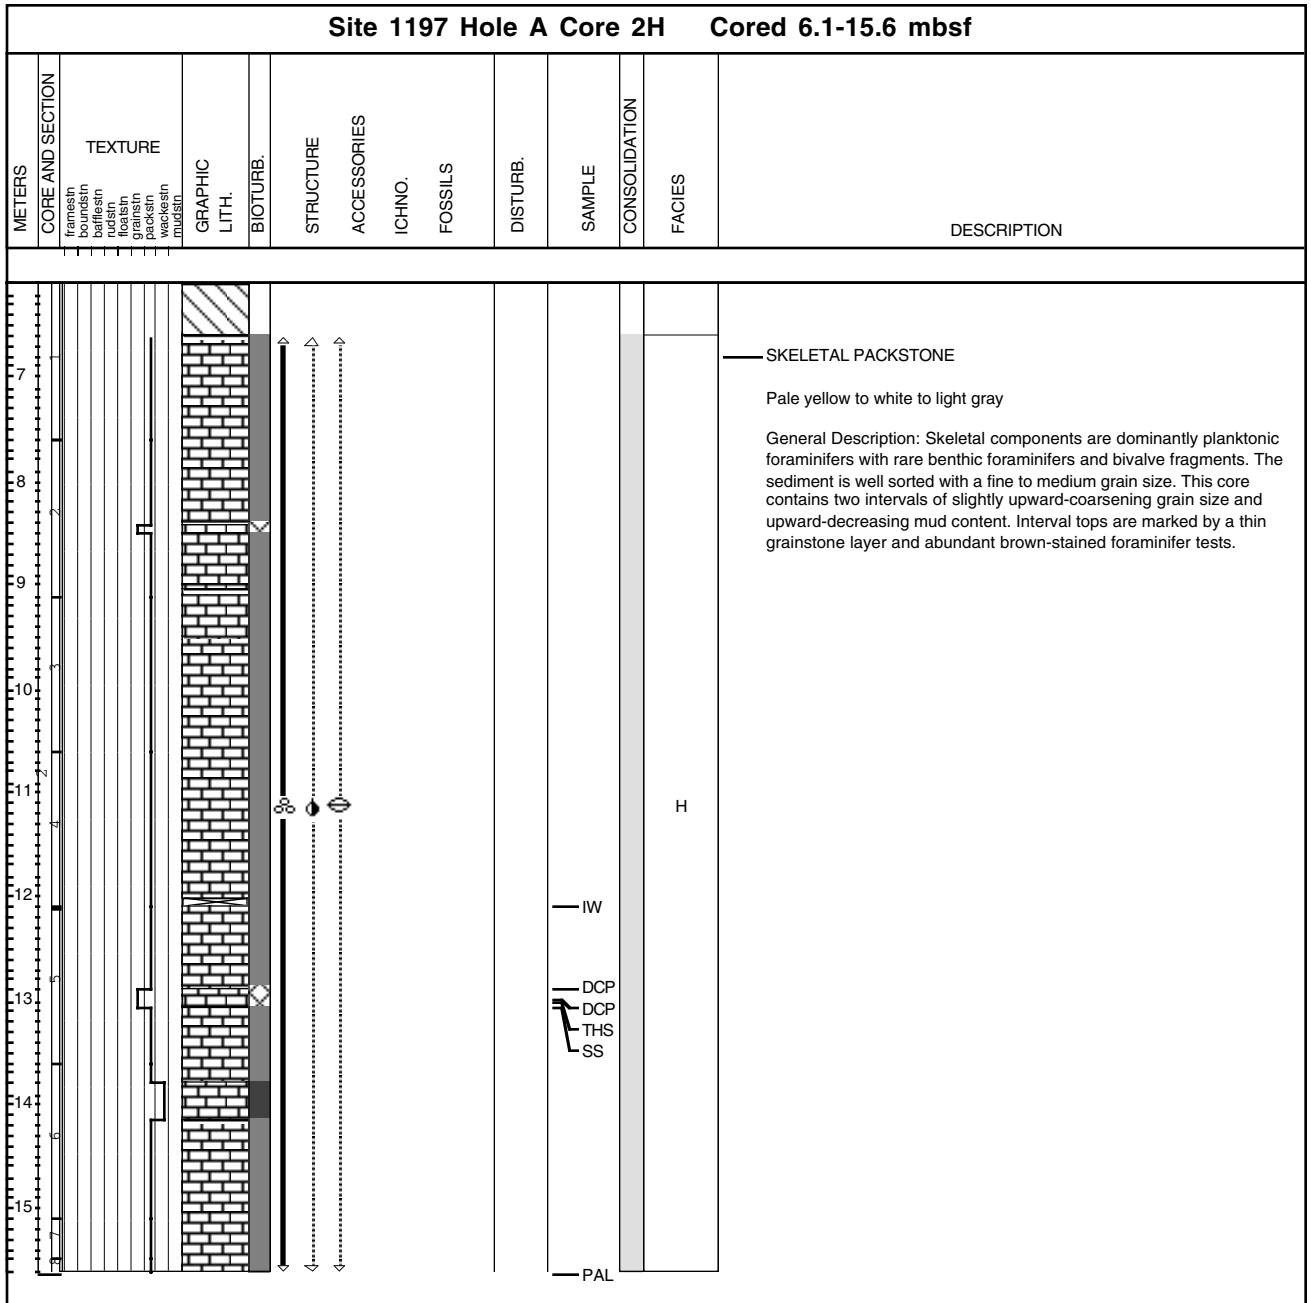 Site 1197 Hole A Core 2H Cored 6.1-15.6 mbsf
METERS
CORE AND SECTION
TEXTURE
framestn
boundstn
bafflestn
rudstn
floatstn
grainstn
packstn
wackestn
mudstn
GRAPHIC
LITH.
BIOTURB.
STRUCTURE
ACCESSORIES
ICHNO.
FOSSILS
DISTURB.
SAMPLE
CONSOLIDATION
FACIES
DESCRIPTION
1
SKELETAL PACKSTONE
7
Pale yellow to white to light gray
General Description: Skeletal components are dominantly planktonic
foraminifers with rare benthic foraminifers and bivalve fragments. The
sediment is well sorted with a fine to medium grain size. This core
contains two intervals of slightly upward-coarsening grain size and
upward-decreasing mud content. Interval tops are marked by a thin
grainstone layer and abundant brown-stained foraminifer tests.
8
2
9
3
10
2
11
H
4
12
IW
5
DCP
13
DCP
THS
SS
14
6
15
7
8
PAL